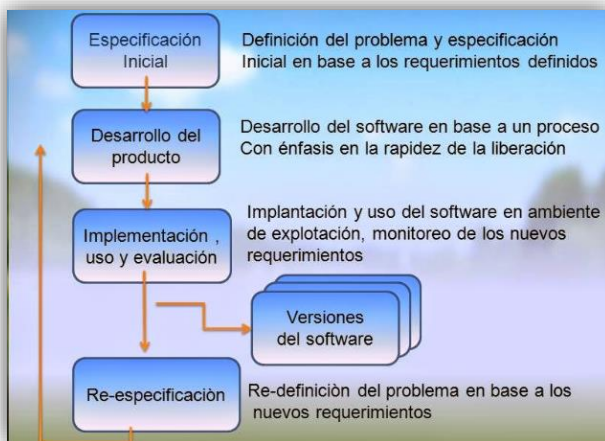 Especificación
Inicial
Definición del problema y especificación
Inicial en base a los requerimientos definidos
Desarrollo del
producto
Desarrollo del software en base a un proceso
Con énfasis en la rapidez de la liberación
Implementación ,
uso y evaluación
Implantación y uso del software en ambiente
de explotación, monitoreo de los nuevos
requerimientos
Versiones
del software
Re-especificaciòn
Re-definiciòn del problema en base a los
nuevos requerimientos